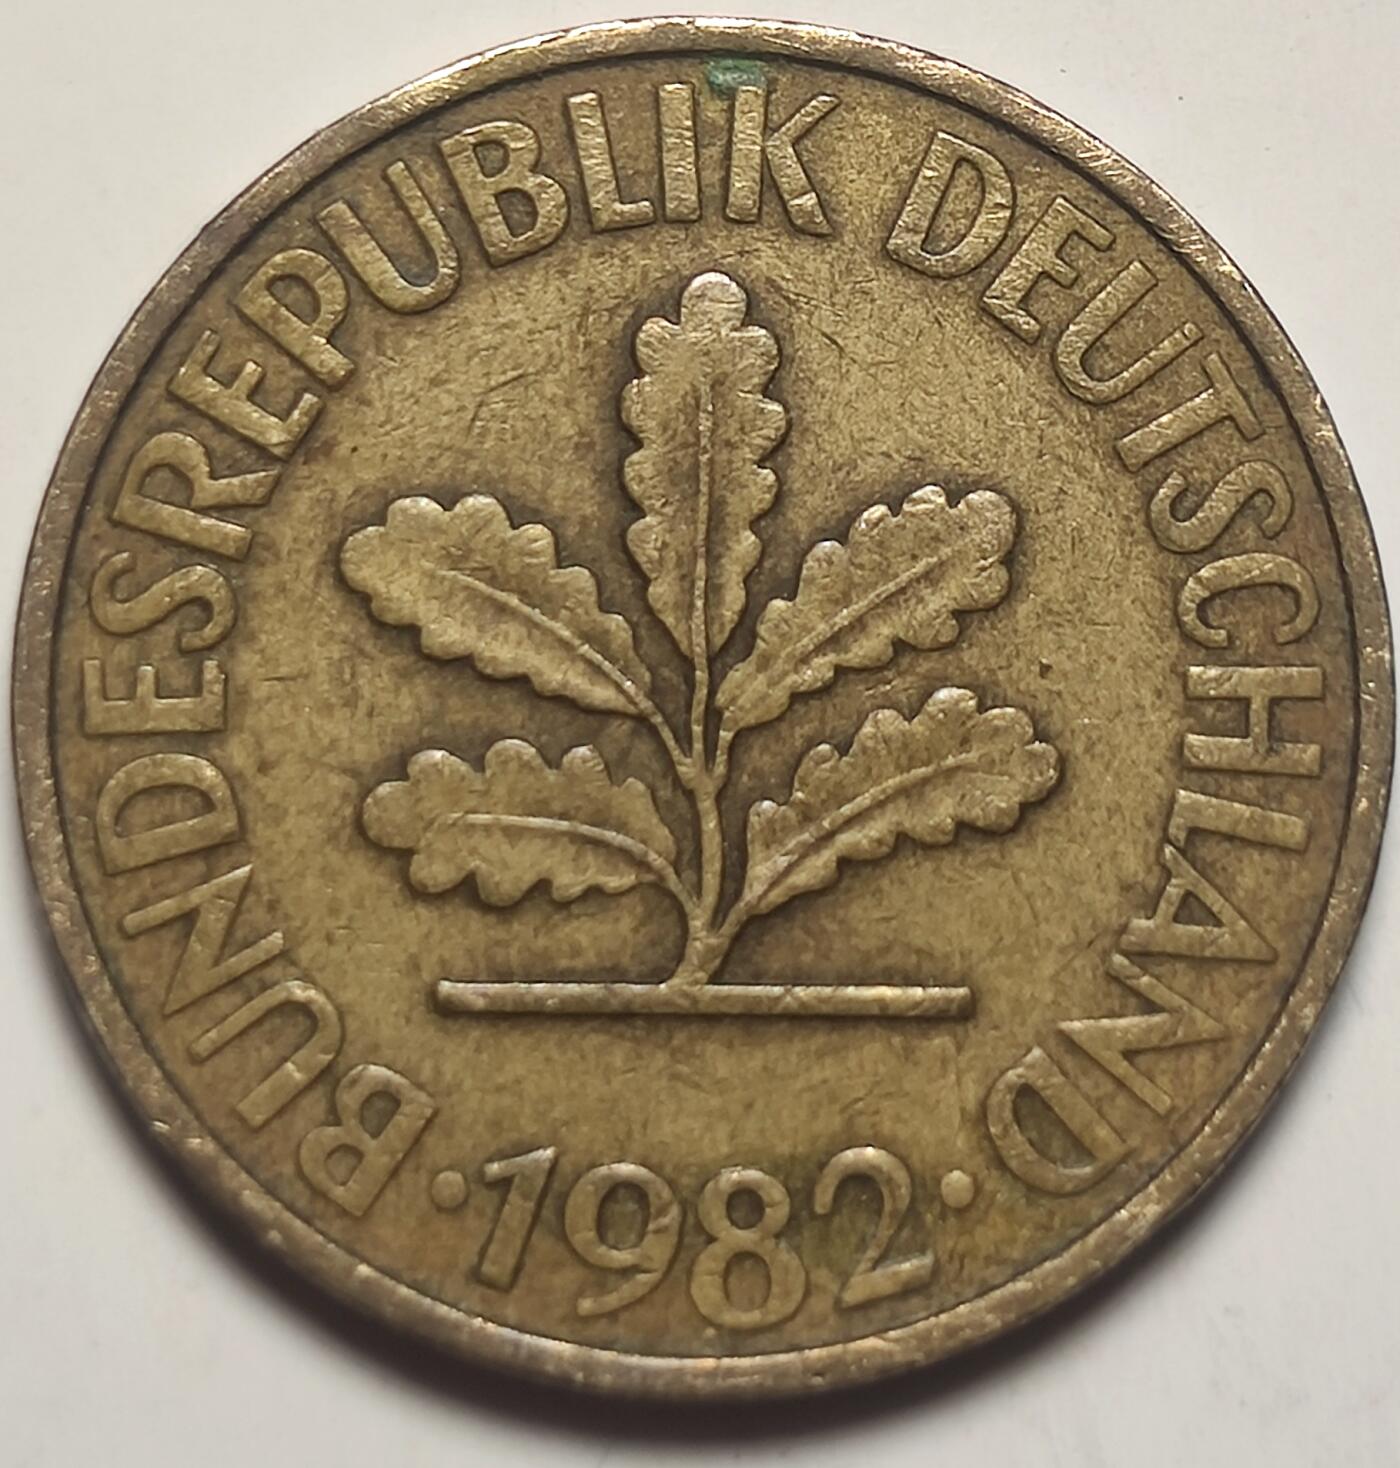 BUNDESREPUBLIK DEUTSCHLAND
·1982·